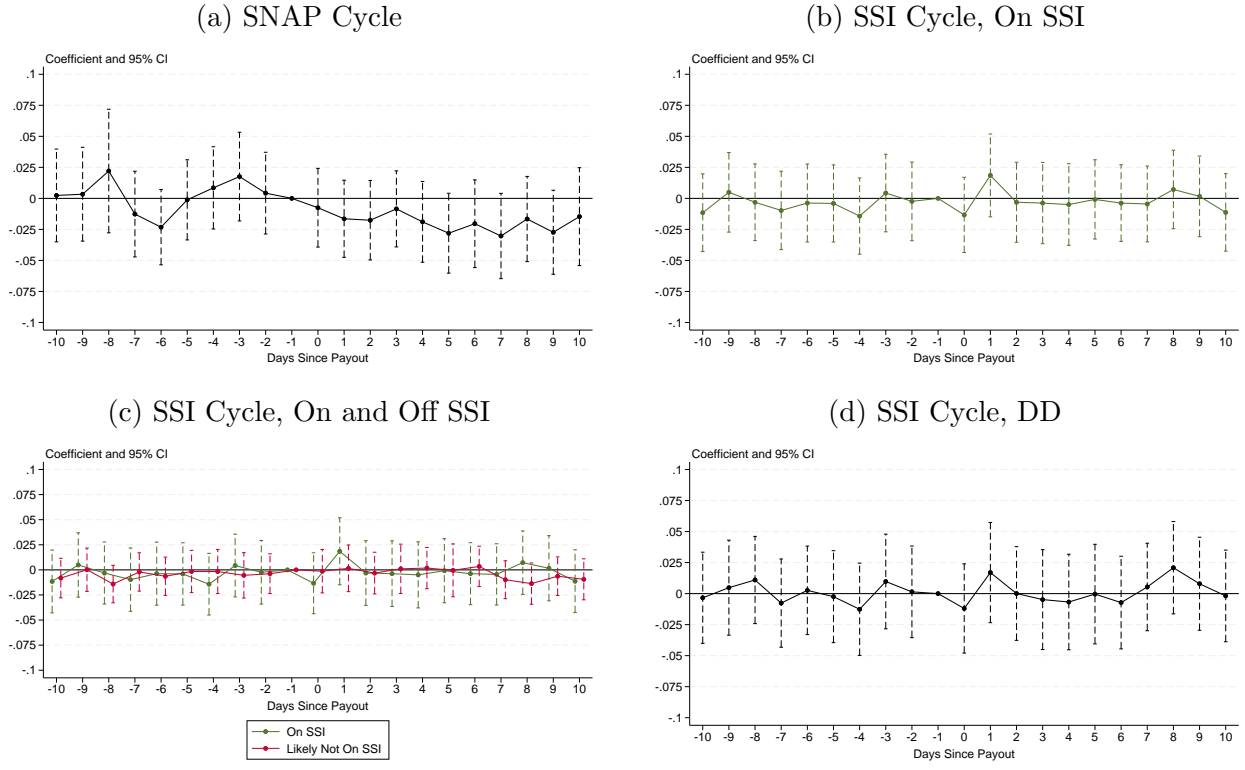 (a) SNAP Cycle
Coefficient and 95% CI
.1
.075
.05
.025
0
-.025
-.05
-.075
-.1
-10 -9 -8 -7 -6 -5 -4 -3 -2 -1 0 1 2 3 4 5 6 7 8 9 10
Days Since Payout
(b) SSI Cycle, On SSI
Coefficient and 95% CI
.1
.075
.05
.025
0
-.025
-.05
-.075
-.1
-10 -9 -8 -7 -6 -5 -4 -3 -2 -1 0 1 2 3 4 5 6 7 8 9 10
Days Since Payout
(c) SSI Cycle, On and Off SSI
Coefficient and 95% CI
.1
.075
.05
.025
0
-.025
-.05
-.075
-.1
-10 -9 -8 -7 -6 -5 -4 -3 -2 -1 0 1 2 3 4 5 6 7 8 9 10
Days Since Payout
On SSI
Likely Not On SSI
(d) SSI Cycle, DD
Coefficient and 95% CI
.1
.075
.05
.025
0
-.025
-.05
-.075
-.1
-10 -9 -8 -7 -6 -5 -4 -3 -2 -1 0 1 2 3 4 5 6 7 8 9 10
Days Since Payout